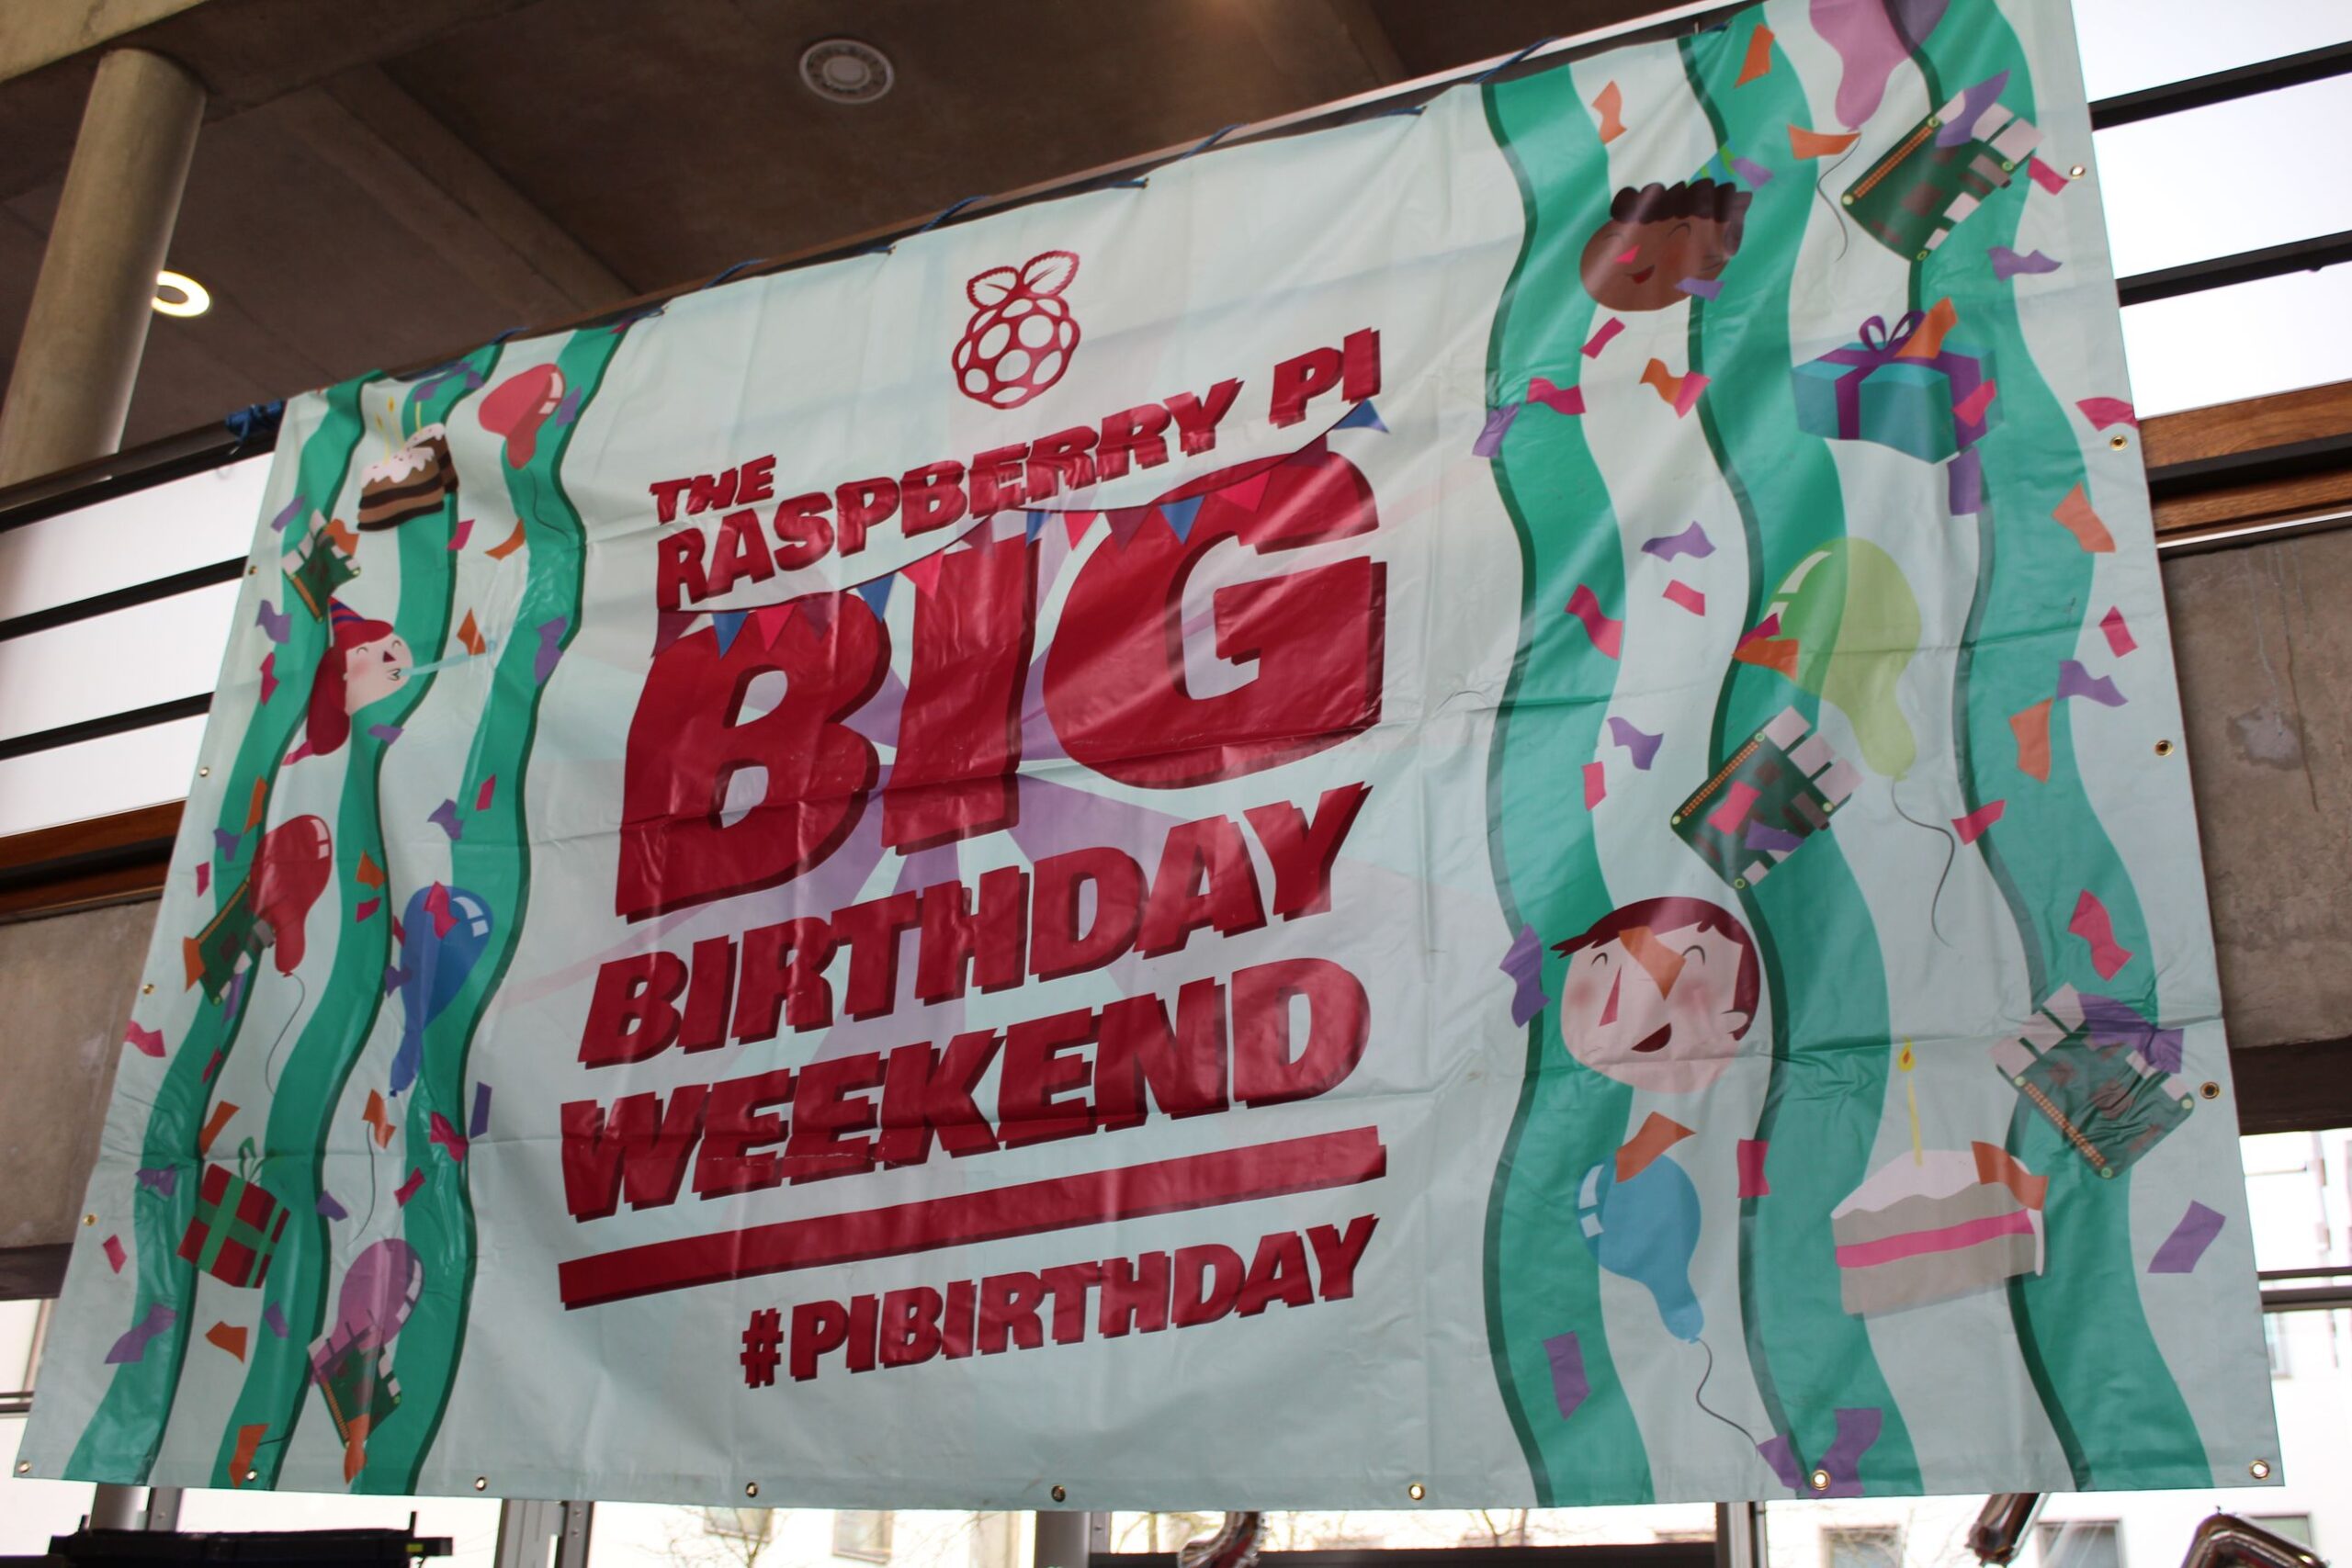 THE
RASPBERRY PI
BIG
BIRTHDAY
WEEKEND
#PIBIRTHDAY